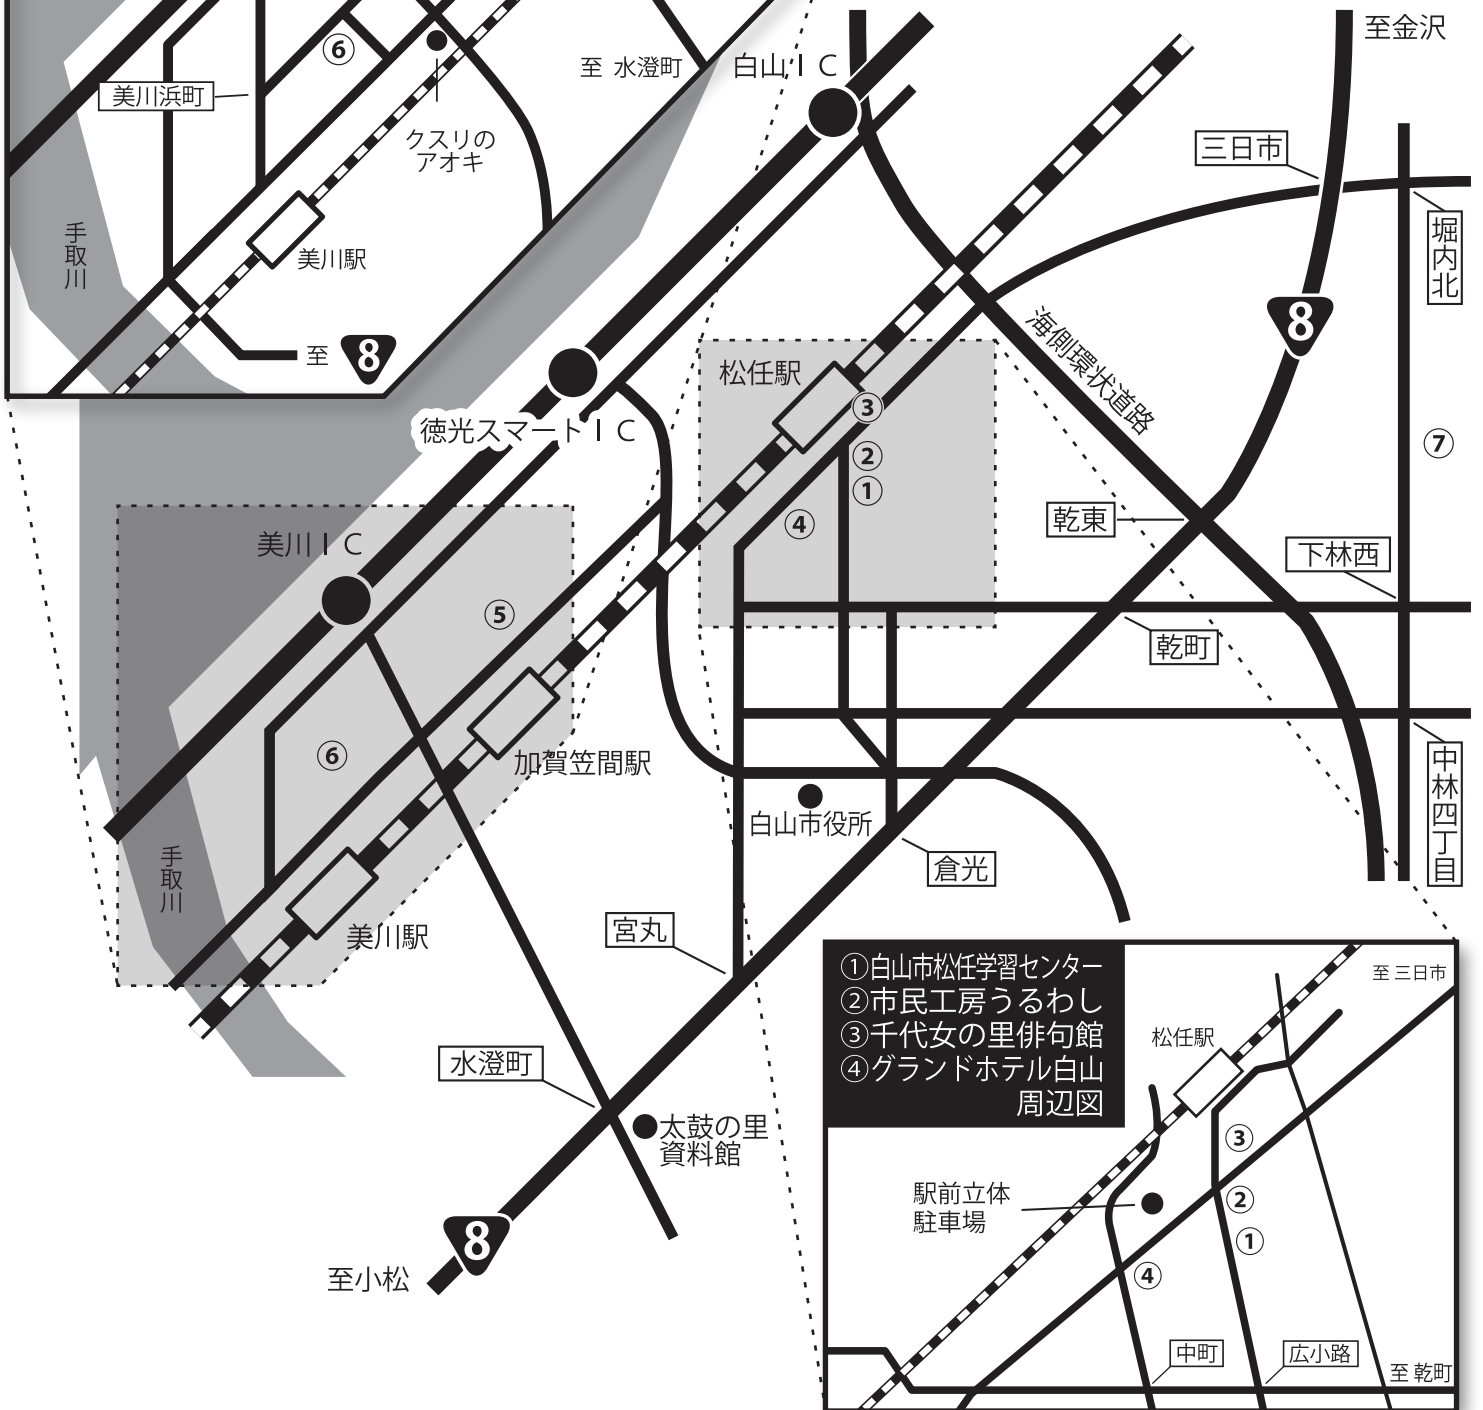 ⑥
美川浜町
クスリの
アオキ
至 水澄町
手取川
美川駅
至
8
白山ＩＣ
至金沢
三日市
堀内北
8
海側環状道路
⑦
徳光スマートＩＣ
松任駅
③
②
①
④
乾東
下林西
乾町
中林四丁目
美川ＩＣ
⑤
⑥
加賀笠間駅
手取川
美川駅
白山市役所
倉光
宮丸
水澄町
太鼓の里
資料館
8
至小松
①白山市松任学習センター
②市民工房うるわし
③千代女の里俳句館
④グランドホテル白山
周辺図
至 三日市
松任駅
③
駅前立体
駐車場
②
①
④
中町
広小路
至 乾町